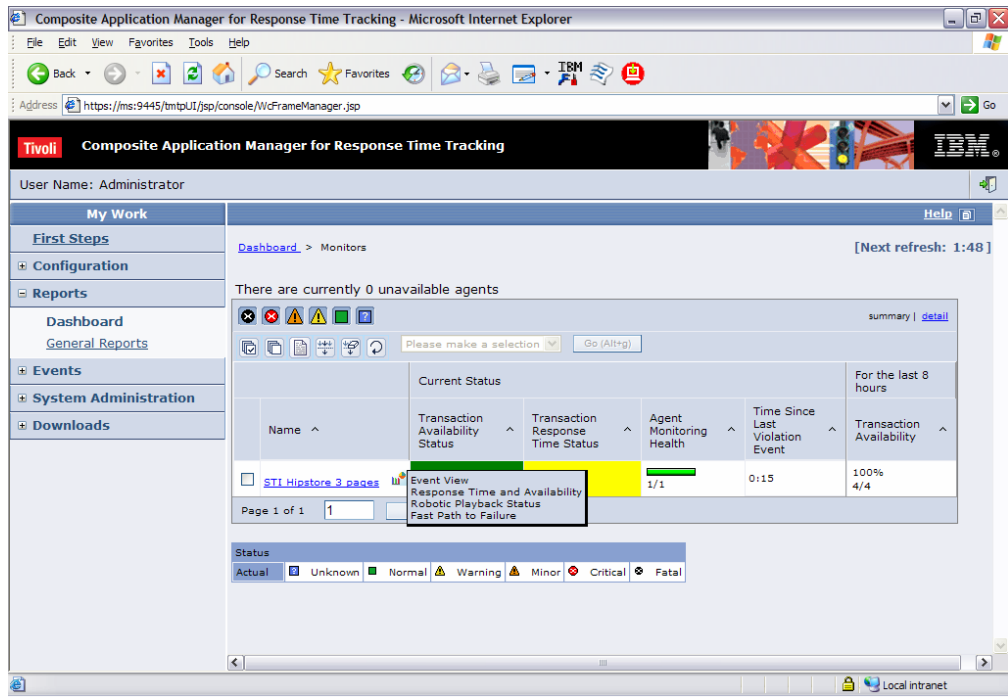 Composite Application Manager for Response Time Tracking - Microsoft Internet Explorer
File Edit View Favorites Tools Help
Back Search Favorites IBM
Address https://ms:9445/tmtpUI/jsp/console/WcFrameManager.jsp Go
Tivoli Composite Application Manager for Response Time Tracking IBM®
User Name: Administrator
My Work
Help
First Steps
Configuration
Reports
Dashboard
General Reports
Events
System Administration
Downloads
Dashboard > Monitors
[Next refresh: 1:48 ]
There are currently 0 unavailable agents
summary | detail
Please make a selection Go (Alt+g)
Current Status
For the last 8 hours
Name
Transaction Availability Status
Transaction Response Time Status
Agent Monitoring Health
Time Since Last Violation Event
Transaction Availability
STI Hipstore 3 pages
1/1
0:15
100%
4/4
Event View
Response Time and Availability
Robotic Playback Status
Fast Path to Failure
Page 1 of 1 1
Status
Actual ? Unknown Normal Warning Minor Critical Fatal
Local intranet